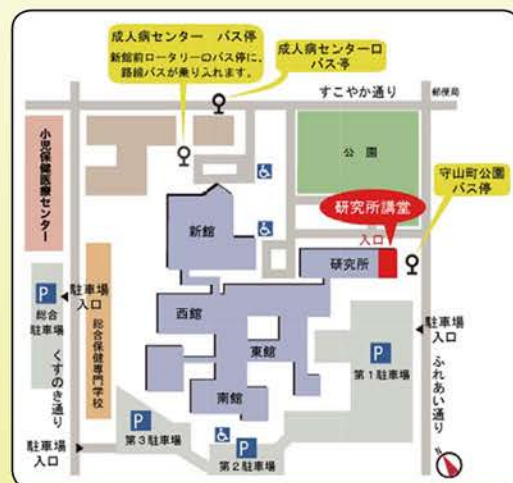 成人病センター バス停
新館前ロータリーのバス停に、
路線バスが乗り入れます。
成人病センター口
バス停
すこやか通り
郵便局
小児保健医療センター
公園
守山町公園
バス停
研究所講堂
入口
新館
研究所
P
総合
駐車場
駐車場
入口
総合保健専門学校
西館
東館
南館
くすのき通り
P
第1駐車場
駐車場
入口
ふれあい通り
駐車場
入口
P
第3駐車場
P
第2駐車場
N